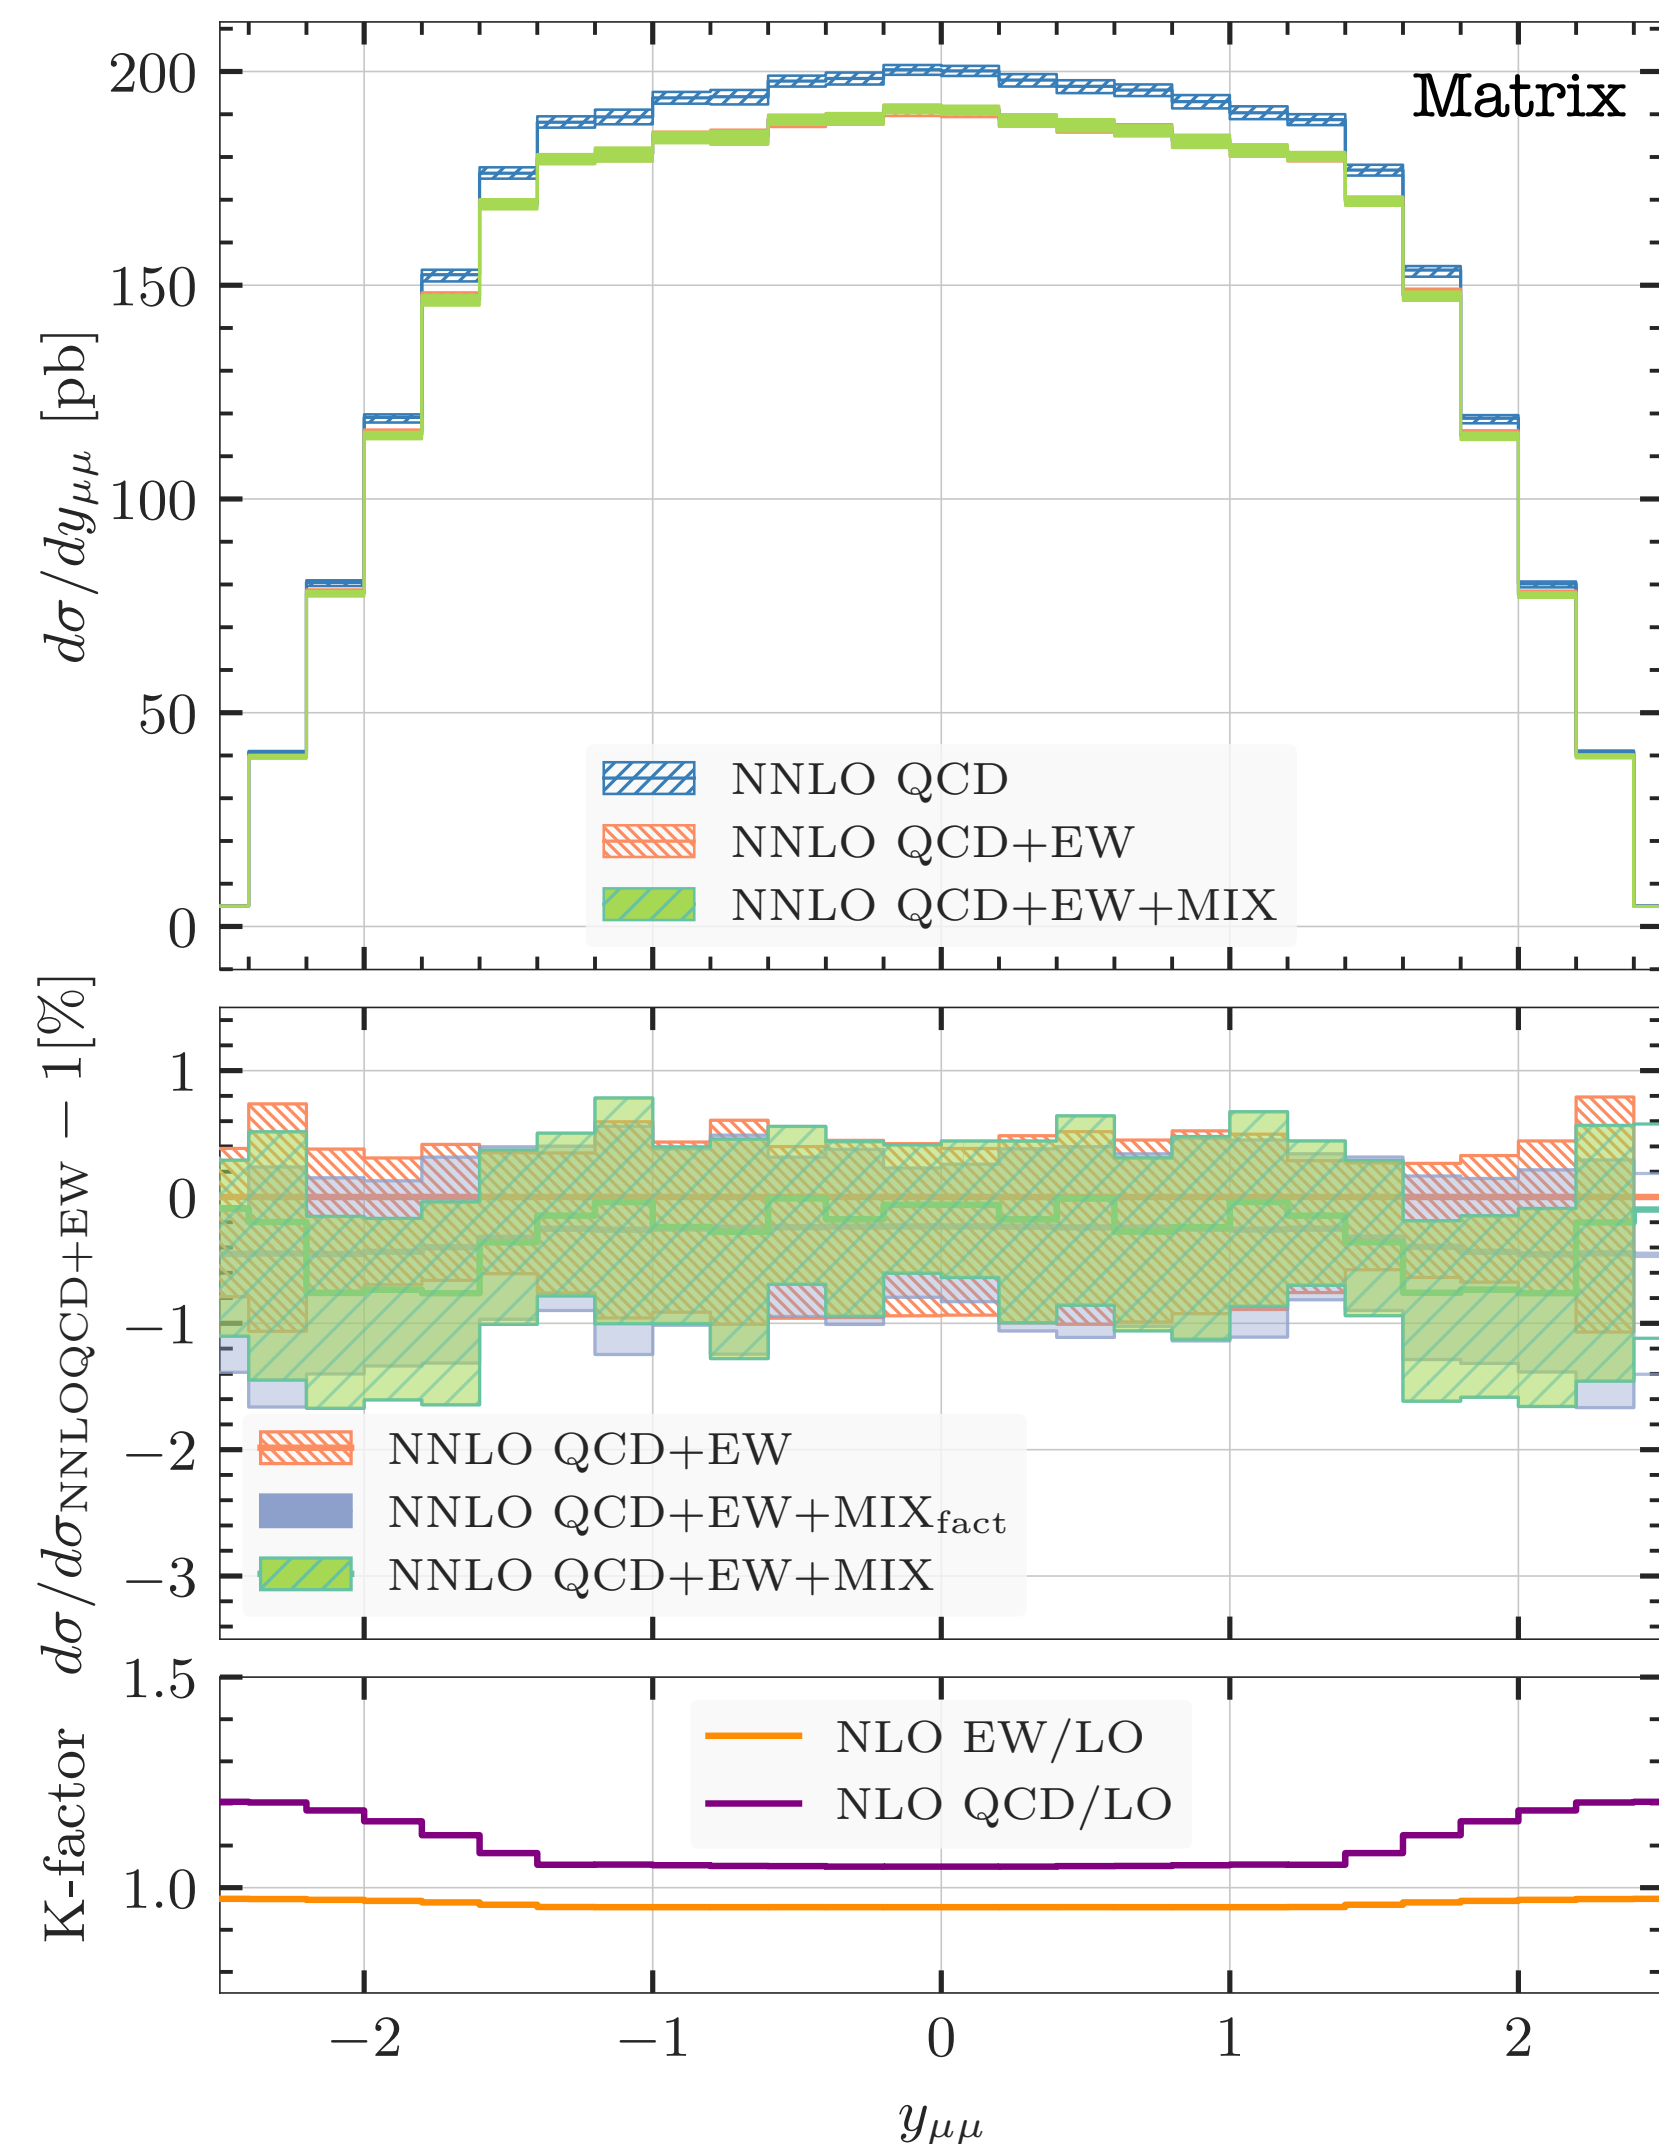 Matrix
200
150
100
50
0
dσ/dy_μμ [pb]
NNLO QCD
NNLO QCD+EW
NNLO QCD+EW+MIX
1
0
−1
−2
−3
dσ/dσ_NNLOQCD+EW − 1[%]
NNLO QCD+EW
NNLO QCD+EW+MIX_fact
NNLO QCD+EW+MIX
1.5
1.0
K-factor
NLO EW/LO
NLO QCD/LO
−2 −1 0 1 2
y_μμ